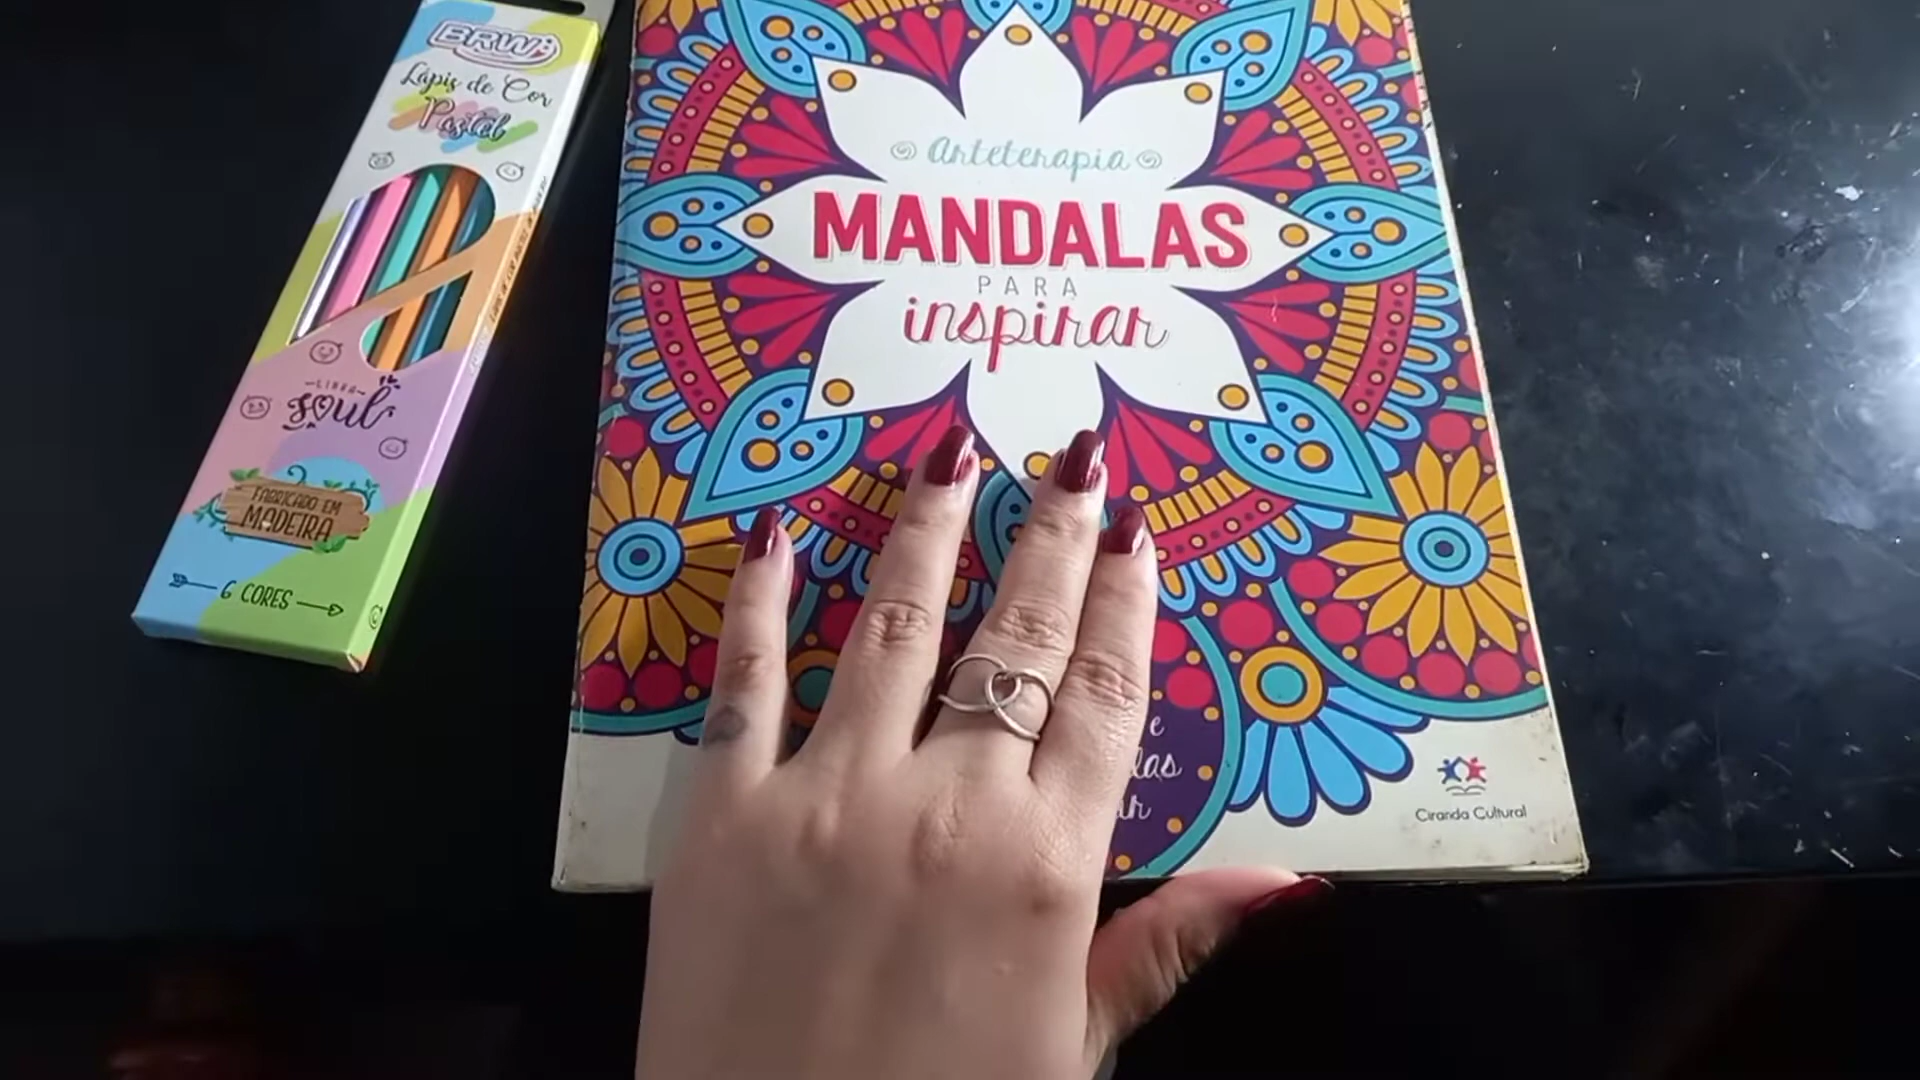 BRW
Lápis de Cor
Pastel
LINHA
soul
FABRICADO EM
MADEIRA
6 CORES
Arteterapia
MANDALAS
PARA
inspirar
e
Ciranda Cultural